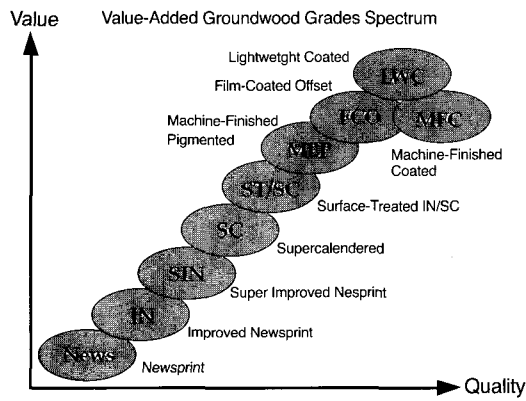 Value
Value-Added Groundwood Grades Spectrum
Lightwetght Coated
LWC
Film-Coated Offset
FCO
MFC
Machine-Finished
Pigmented
MFP
Machine-Finished
Coated
ST/SC
Surface-Treated IN/SC
SC
Supercalendered
SIN
Super Improved Nesprint
IN
Improved Newsprint
News
Newsprint
Quality